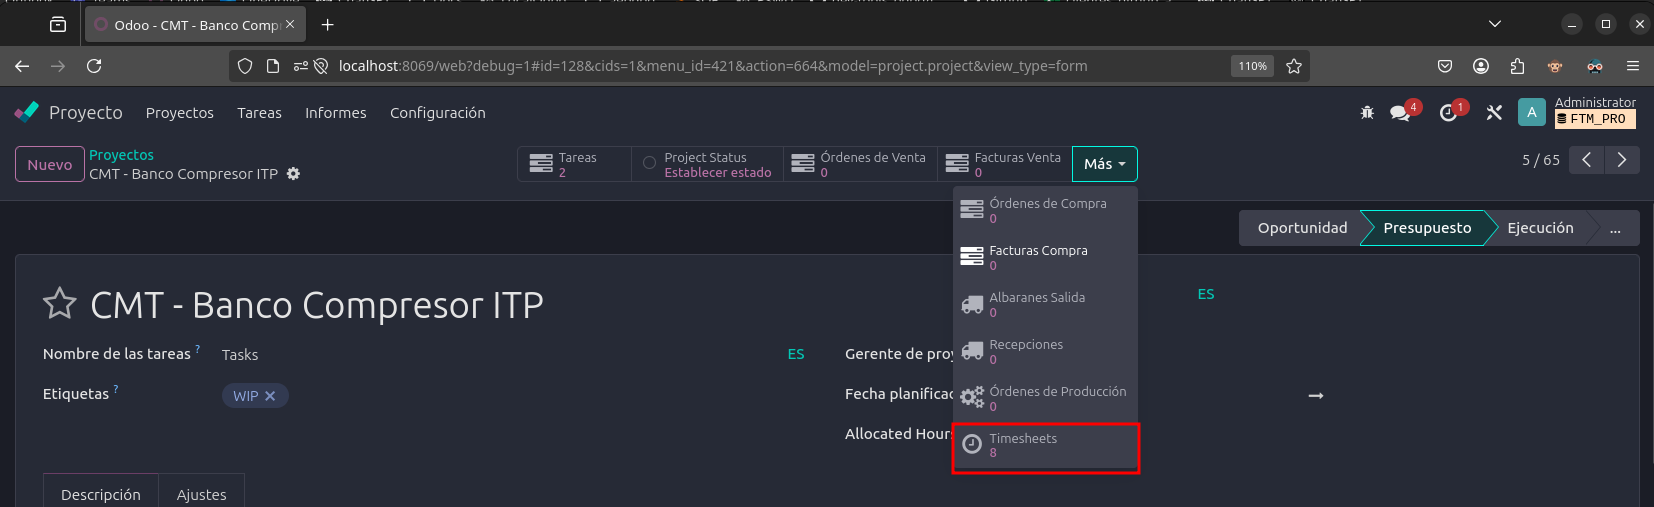 Odoo - CMT - Banco Comp
localhost:8069/web?debug=1#id=128&cids=1&menu_id=421&action=664&model=project.project&view_type=form
110%
Proyecto
Proyectos
Tareas
Informes
Configuración
4
1
A
Administrator
FTM_PRO
Nuevo
Proyectos
CMT - Banco Compresor ITP
Tareas
2
Project Status
Establecer estado
Órdenes de Venta
0
Facturas Venta
0
Más
5 / 65
Órdenes de Compra
0
Facturas Compra
0
Albaranes Salida
0
Recepciones
0
Órdenes de Producción
0
Timesheets
8
Oportunidad
Presupuesto
Ejecución
...
CMT - Banco Compresor ITP
ES
Nombre de las tareas ?
Tasks
ES
Gerente de proy
Etiquetas ?
WIP
Fecha planificac
Allocated Hour
Descripción
Ajustes